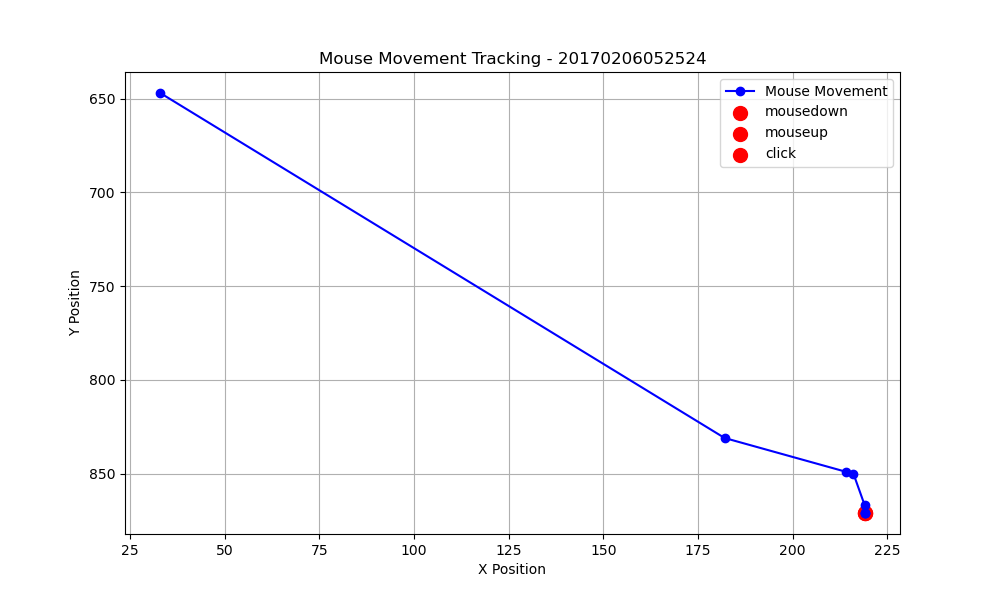 Mouse Movement Tracking - 20170206052524
Mouse Movement
mousedown
mouseup
click
650
700
750
800
850
Y Position
25 50 75 100 125 150 175 200 225
X Position